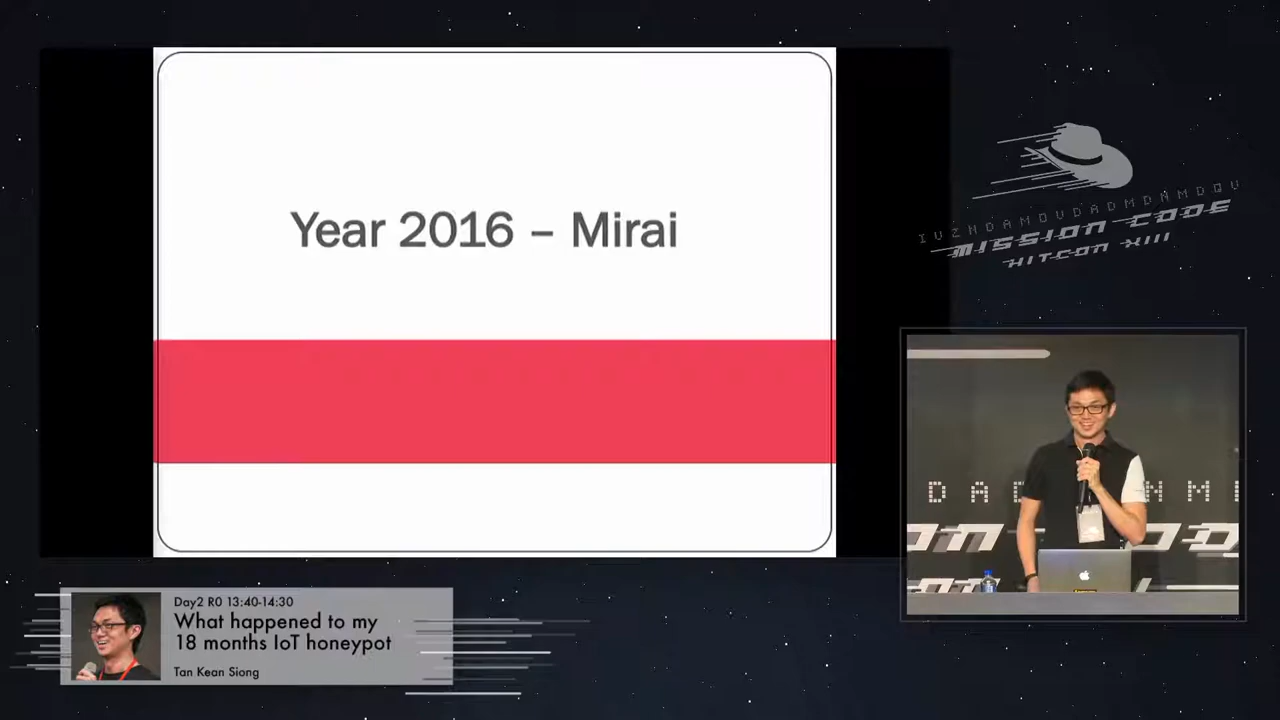 Year 2016 – Mirai
MISSION CODE
HITCON XIII
Day2 R0 13:40-14:30
What happened to my
18 months IoT honeypot
Tan Kean Siong